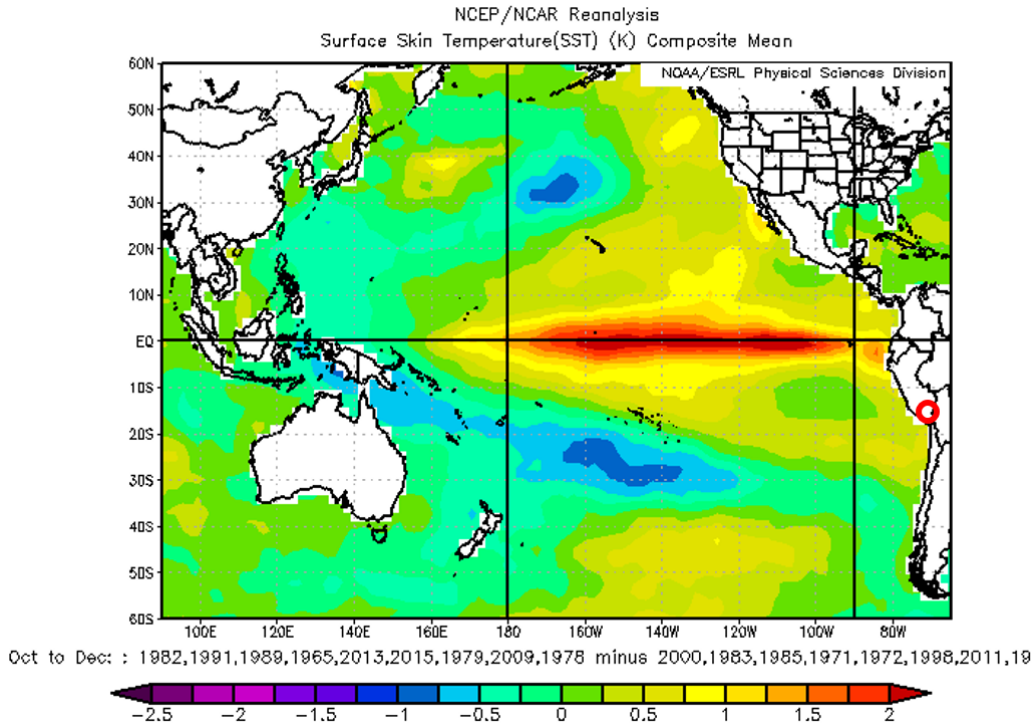 NCEP/NCAR Reanalysis
Surface Skin Temperature(SST) (K) Composite Mean
NOAA/ESRL Physical Sciences Division
60N
50N
40N
30N
20N
10N
EQ
10S
20S
30S
40S
50S
60S
100E 120E 140E 160E 180 160W 140W 120W 100W 80W
Oct to Dec: : 1982,1991,1989,1965,2013,2015,1979,2009,1978 minus 2000,1983,1985,1971,1972,1998,2011,19
-2.5 -2 -1.5 -1 -0.5 0 0.5 1 1.5 2